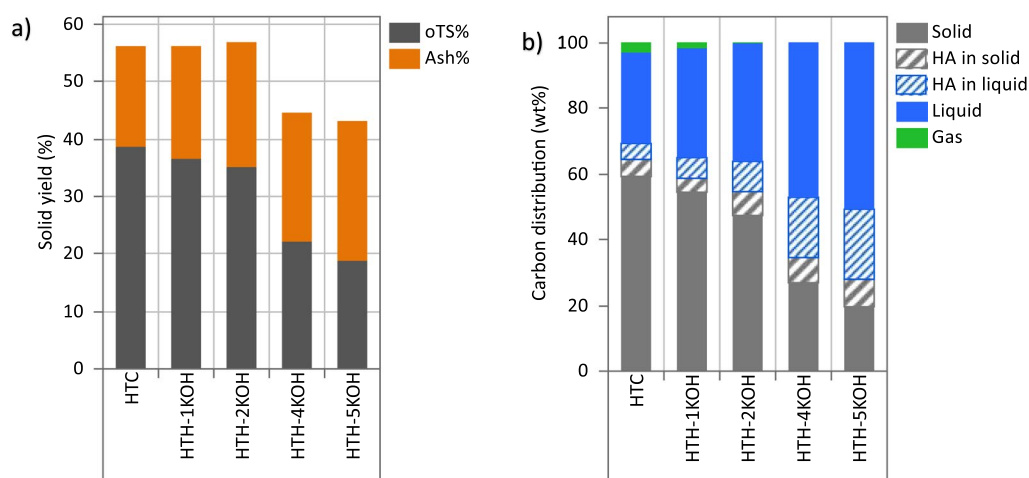 a)
Solid yield (%)
60
50
40
30
20
10
0
HTC
HTH-1KOH
HTH-2KOH
HTH-4KOH
HTH-5KOH
oTS%
Ash%
b)
Carbon distribution (wt%)
100
80
60
40
20
0
HTC
HTH-1KOH
HTH-2KOH
HTH-4KOH
HTH-5KOH
Solid
HA in solid
HA in liquid
Liquid
Gas